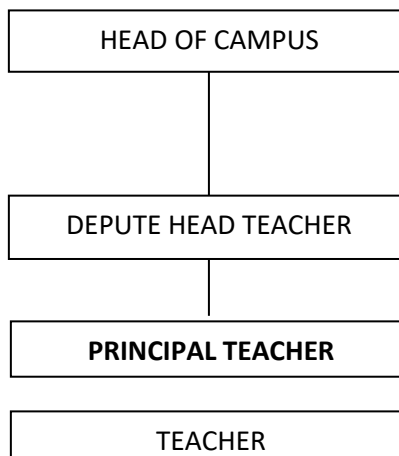 HEAD OF CAMPUS
DEPUTE HEAD TEACHER
PRINCIPAL TEACHER
TEACHER